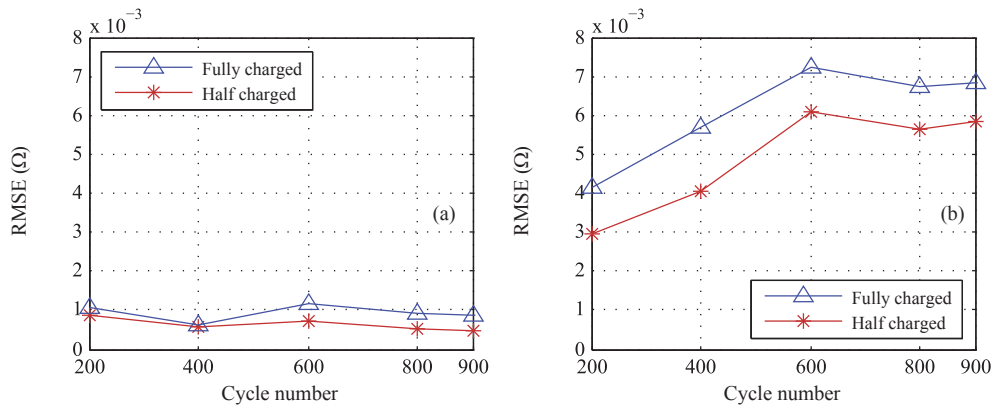 x 10⁻³
8
7
6
5
4
3
2
1
0
200
400
600
800
900
RMSE (Ω)
Cycle number
Fully charged
Half charged
(a)
x 10⁻³
8
7
6
5
4
3
2
1
0
200
400
600
800
900
RMSE (Ω)
Cycle number
(b)
Fully charged
Half charged